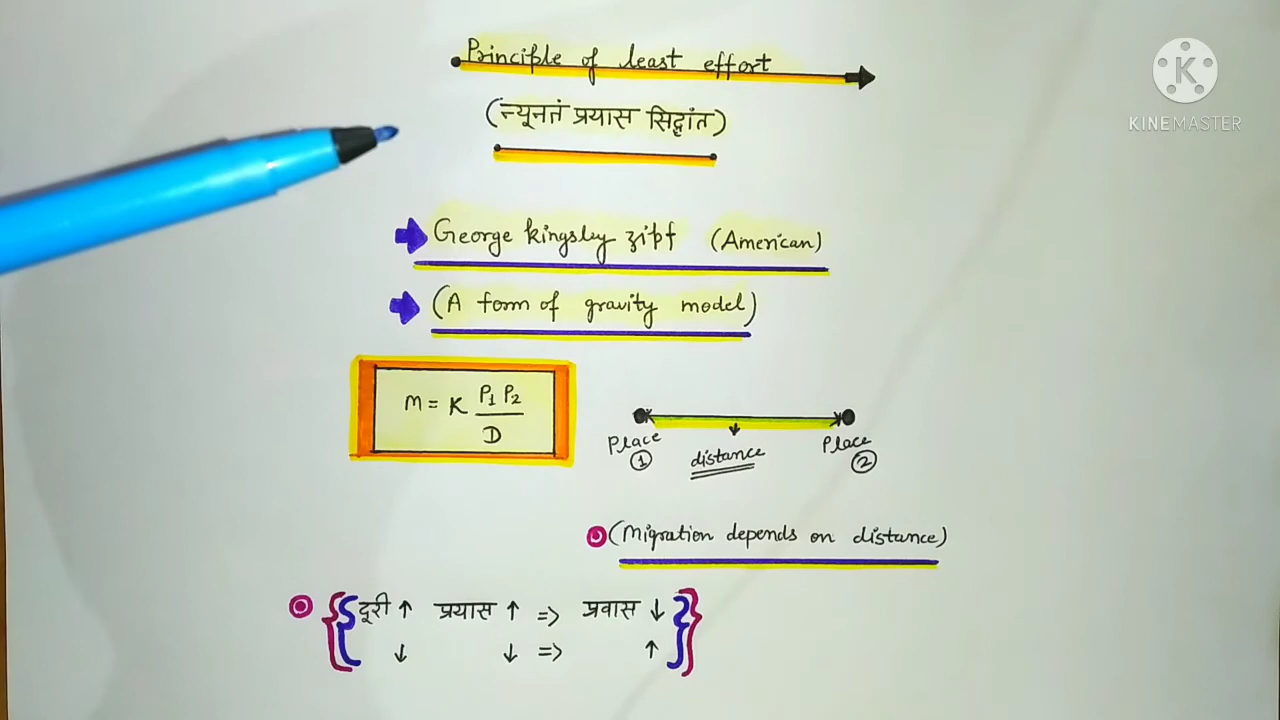 Principle of least effort
(न्यूनतं प्रयास सिद्धांत)
KINEMASTER
George kingsley ज़िर्फ (American)
(A form of gravity model)
M = K P1 P2 / D
Place 1 distance Place 2
(Migration depends on distance)
{{दूरी ↑ प्रयास ↑ => प्रवास ↓}}
↓ ↓ => ↑